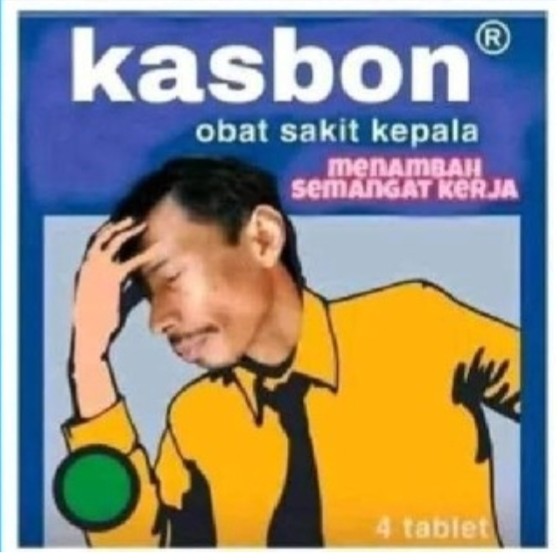 kasbon®
obat sakit kepala
menambah
semangat kerja
4 tablet